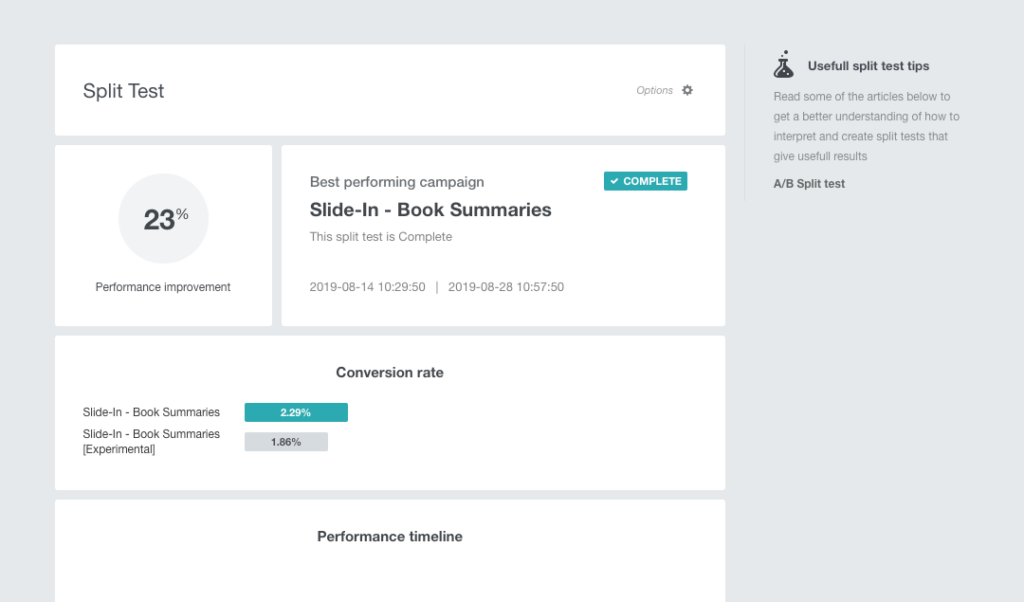 Split Test
Options
Usefull split test tips
Read some of the articles below to
get a better understanding of how to
interpret and create split tests that
give usefull results
A/B Split test
23%
Performance improvement
Best performing campaign
COMPLETE
Slide-In - Book Summaries
This split test is Complete
2019-08-14 10:29:50 | 2019-08-28 10:57:50
Conversion rate
Slide-In - Book Summaries
2.29%
Slide-In - Book Summaries
[Experimental]
1.86%
Performance timeline